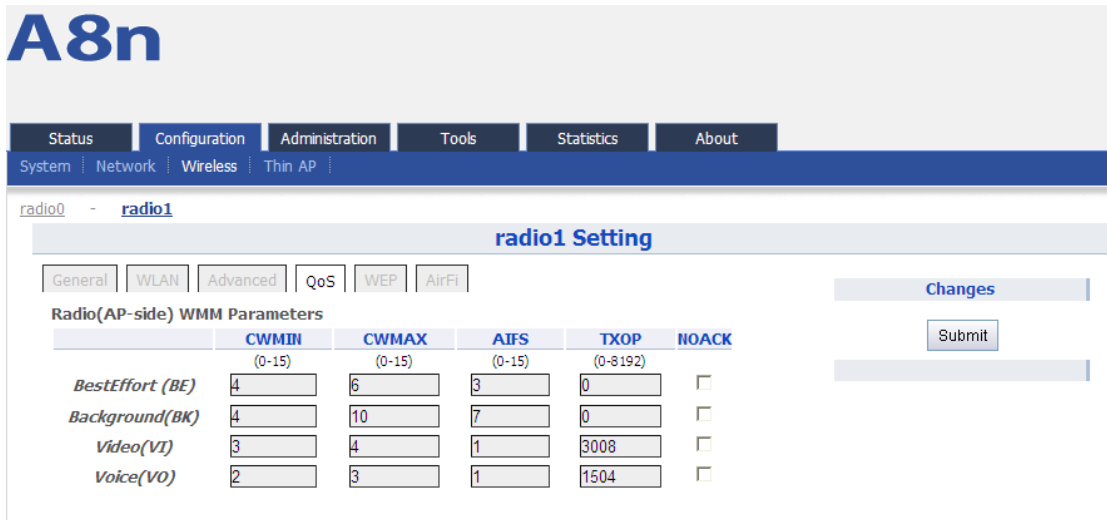 A8n
Status Configuration Administration Tools Statistics About
System Network Wireless Thin AP
radio0 - radio1
radio1 Setting
General WLAN Advanced QoS WEP AirFi
Changes
Submit
Radio(AP-side) WMM Parameters
CWMIN CWMAX AIFS TXOP NOACK
(0-15) (0-15) (0-15) (0-8192)
BestEffort (BE) 4 6 3 0
Background(BK) 4 10 7 0
Video(VI) 3 4 1 3008
Voice(VO) 2 3 1 1504